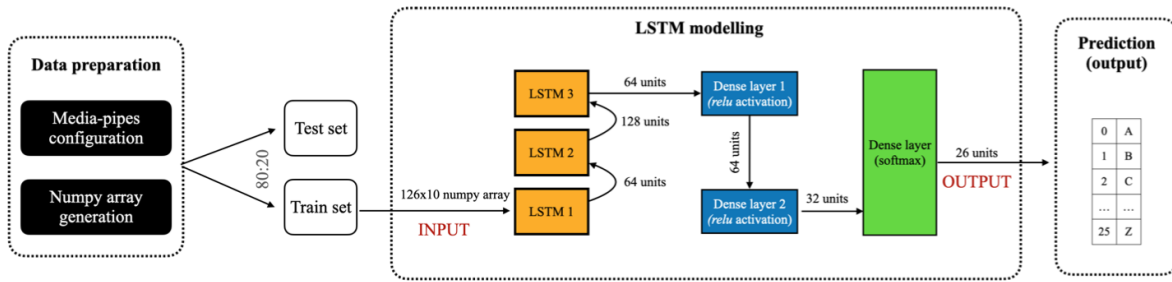 Data preparation
Media-pipes
configuration
Numpy array
generation
80:20
Test set
Train set
LSTM modelling
126x10 numpy array
INPUT
LSTM 3
LSTM 2
LSTM 1
64 units
128 units
64 units
Dense layer 1
(relu activation)
64 units
Dense layer 2
(relu activation)
32 units
Dense layer
(softmax)
26 units
OUTPUT
Prediction
(output)
0 A
1 B
2 C
.... ....
25 Z